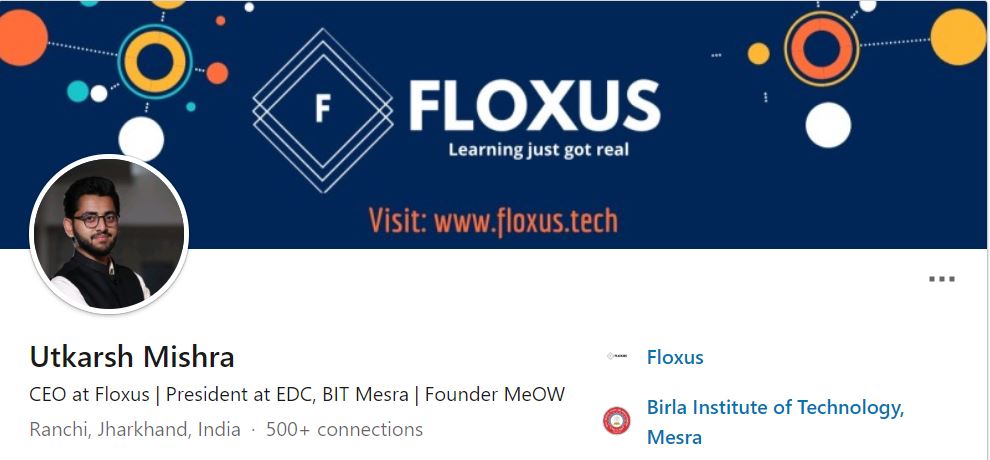 F
FLOXUS
Learning just got real
Visit: www.floxus.tech
Utkarsh Mishra
CEO at Floxus | President at EDC, BIT Mesra | Founder MeOW
Ranchi, Jharkhand, India · 500+ connections
Floxus
Birla Institute of Technology,
Mesra